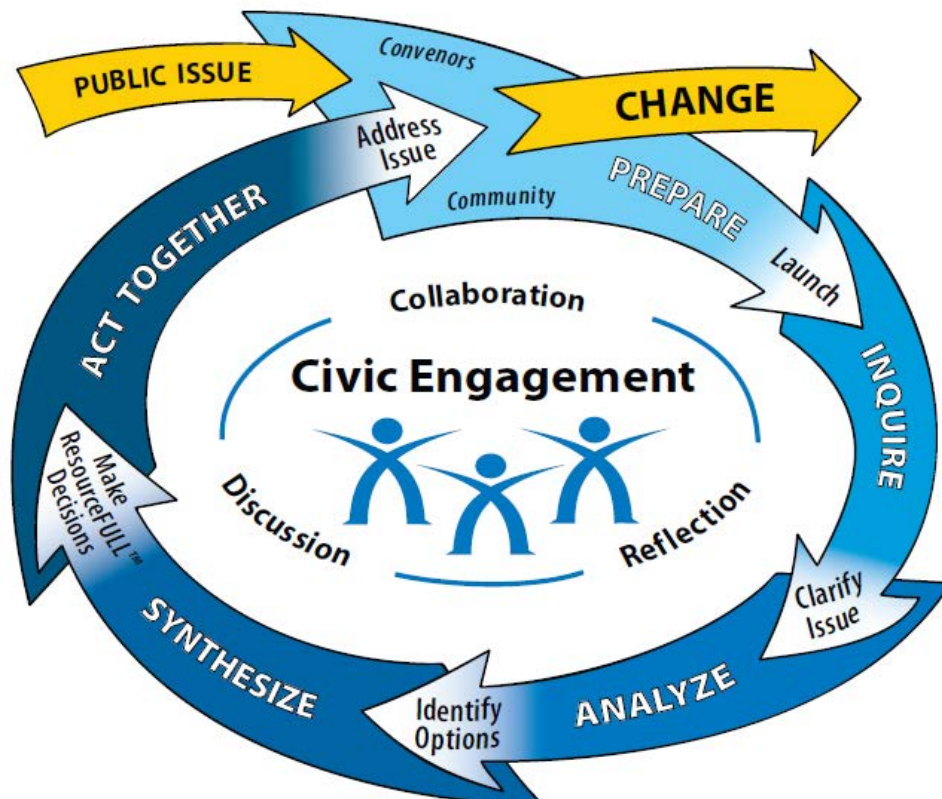 PUBLIC ISSUE
Convenors
CHANGE
Address
Issue
Community
PREPARE
Launch
INQUIRE
Clarify
Issue
ANALYZE
Identify
Options
SYNTHESIZE
Make
ResourceFULL™
Decisions
ACT TOGETHER
Collaboration
Civic Engagement
Discussion
Reflection